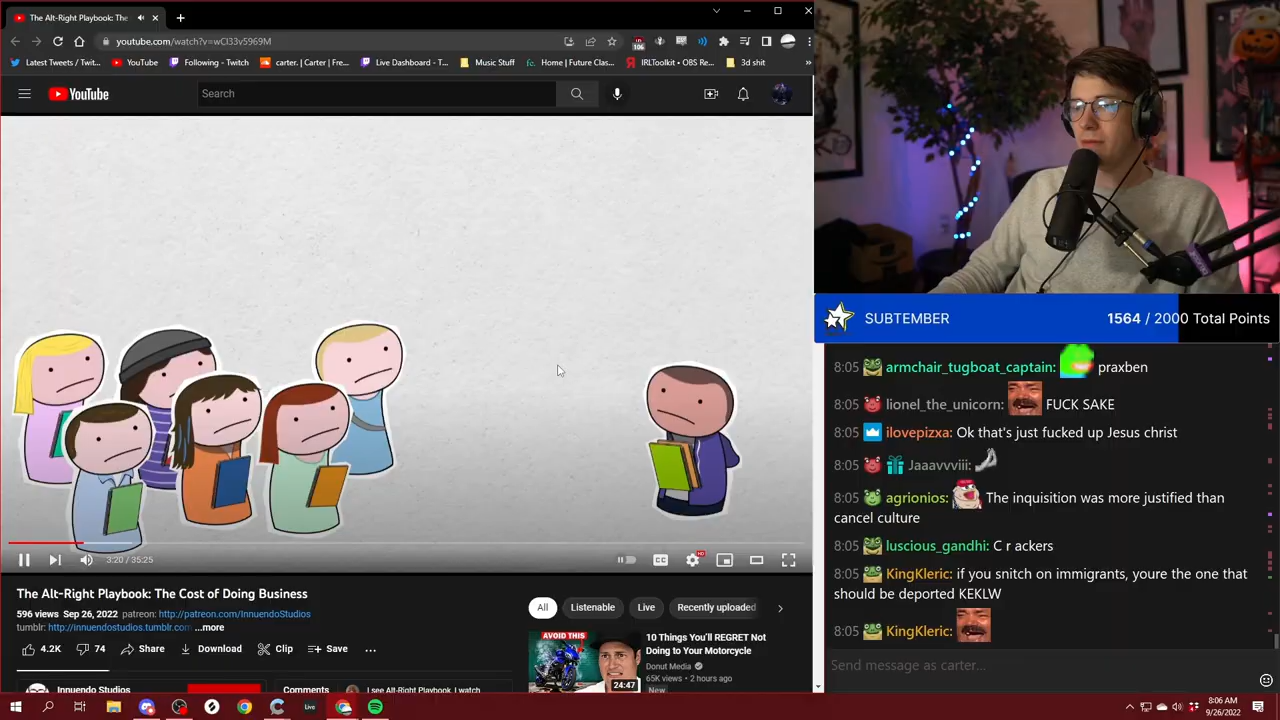 The Alt-Right Playbook: The
youtube.com/watch?v=wCl33v5969M
106
Latest Tweets / Twit...
YouTube
Following - Twitch
carter. | Carter | Fre...
Live Dashboard - T...
Music Stuff
Home | Future Clas...
IRLToolkit • OBS Re...
3d shit
YouTube
Search
SUBTEMBER
1564 / 2000 Total Points
8:05 armchair_tugboat_captain: praxben
8:05 lionel_the_unicorn: FUCK SAKE
8:05 ilovepizxa: Ok that's just fucked up Jesus christ
8:05 Jaaavvviii:
8:05 agrionios: The inquisition was more justified than
cancel culture
8:05 luscious_gandhi: C r ackers
8:05 KingKleric: if you snitch on immigrants, youre the one that
should be deported KEKLW
8:05 KingKleric:
Send message as carter...
3:20 / 35:25
CC
HD
The Alt-Right Playbook: The Cost of Doing Business
596 views Sep 26, 2022 patreon: http://patreon.com/InnuendoStudios
tumblr: http://innuendostudios.tumblr.com ...more
4.2K
74
Share
Download
Clip
Save
Innuendo Studios
Comments
I see Alt-Right Playbook, I watch
All
Listenable
Live
Recently uploaded
AVOID THIS
24:47
10 Things You'll REGRET Not
Doing to Your Motorcycle
Donut Media
65K views • 2 hours ago
New
Live
8:06 AM
9/26/2022